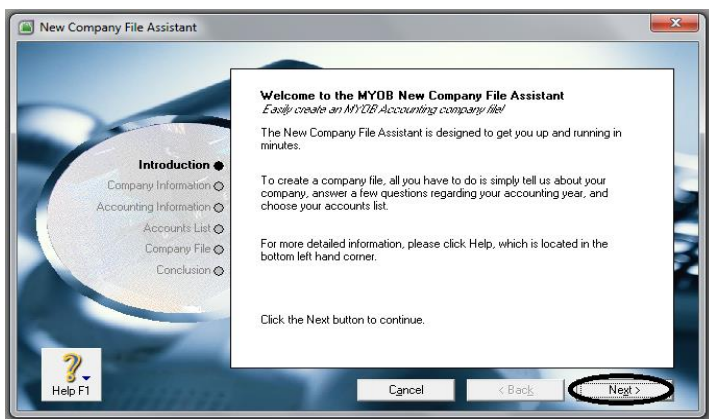 New Company File Assistant
Welcome to the MYOB New Company File Assistant
Easily create an MYOB Accounting company file!
The New Company File Assistant is designed to get you up and running in
minutes.
To create a company file, all you have to do is simply tell us about your
company, answer a few questions regarding your accounting year, and
choose your accounts list.
For more detailed information, please click Help, which is located in the
bottom left hand corner.
Click the Next button to continue.
Introduction
Company Information
Accounting Information
Accounts List
Company File
Conclusion
Help F1
Cancel
< Back
Next >